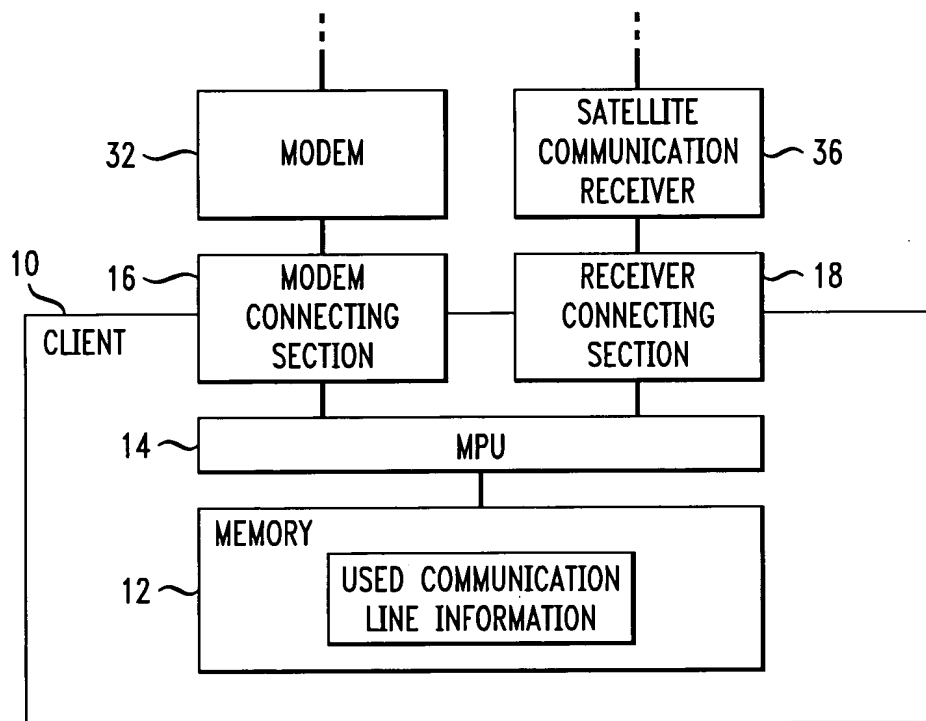 32
MODEM
SATELLITE
COMMUNICATION
RECEIVER
36
10
16
MODEM
CONNECTING
SECTION
RECEIVER
CONNECTING
SECTION
18
CLIENT
14
MPU
MEMORY
12
USED COMMUNICATION
LINE INFORMATION